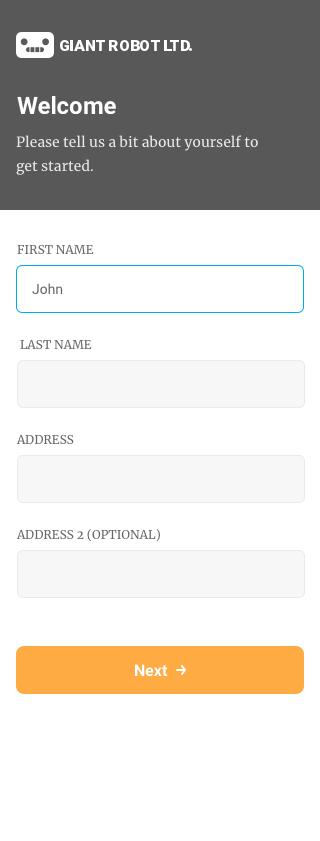 GIANT ROBOT LTD.
Welcome
Please tell us a bit about yourself to
get started.
FIRST NAME
John
LAST NAME
ADDRESS
ADDRESS 2 (OPTIONAL)
Next →